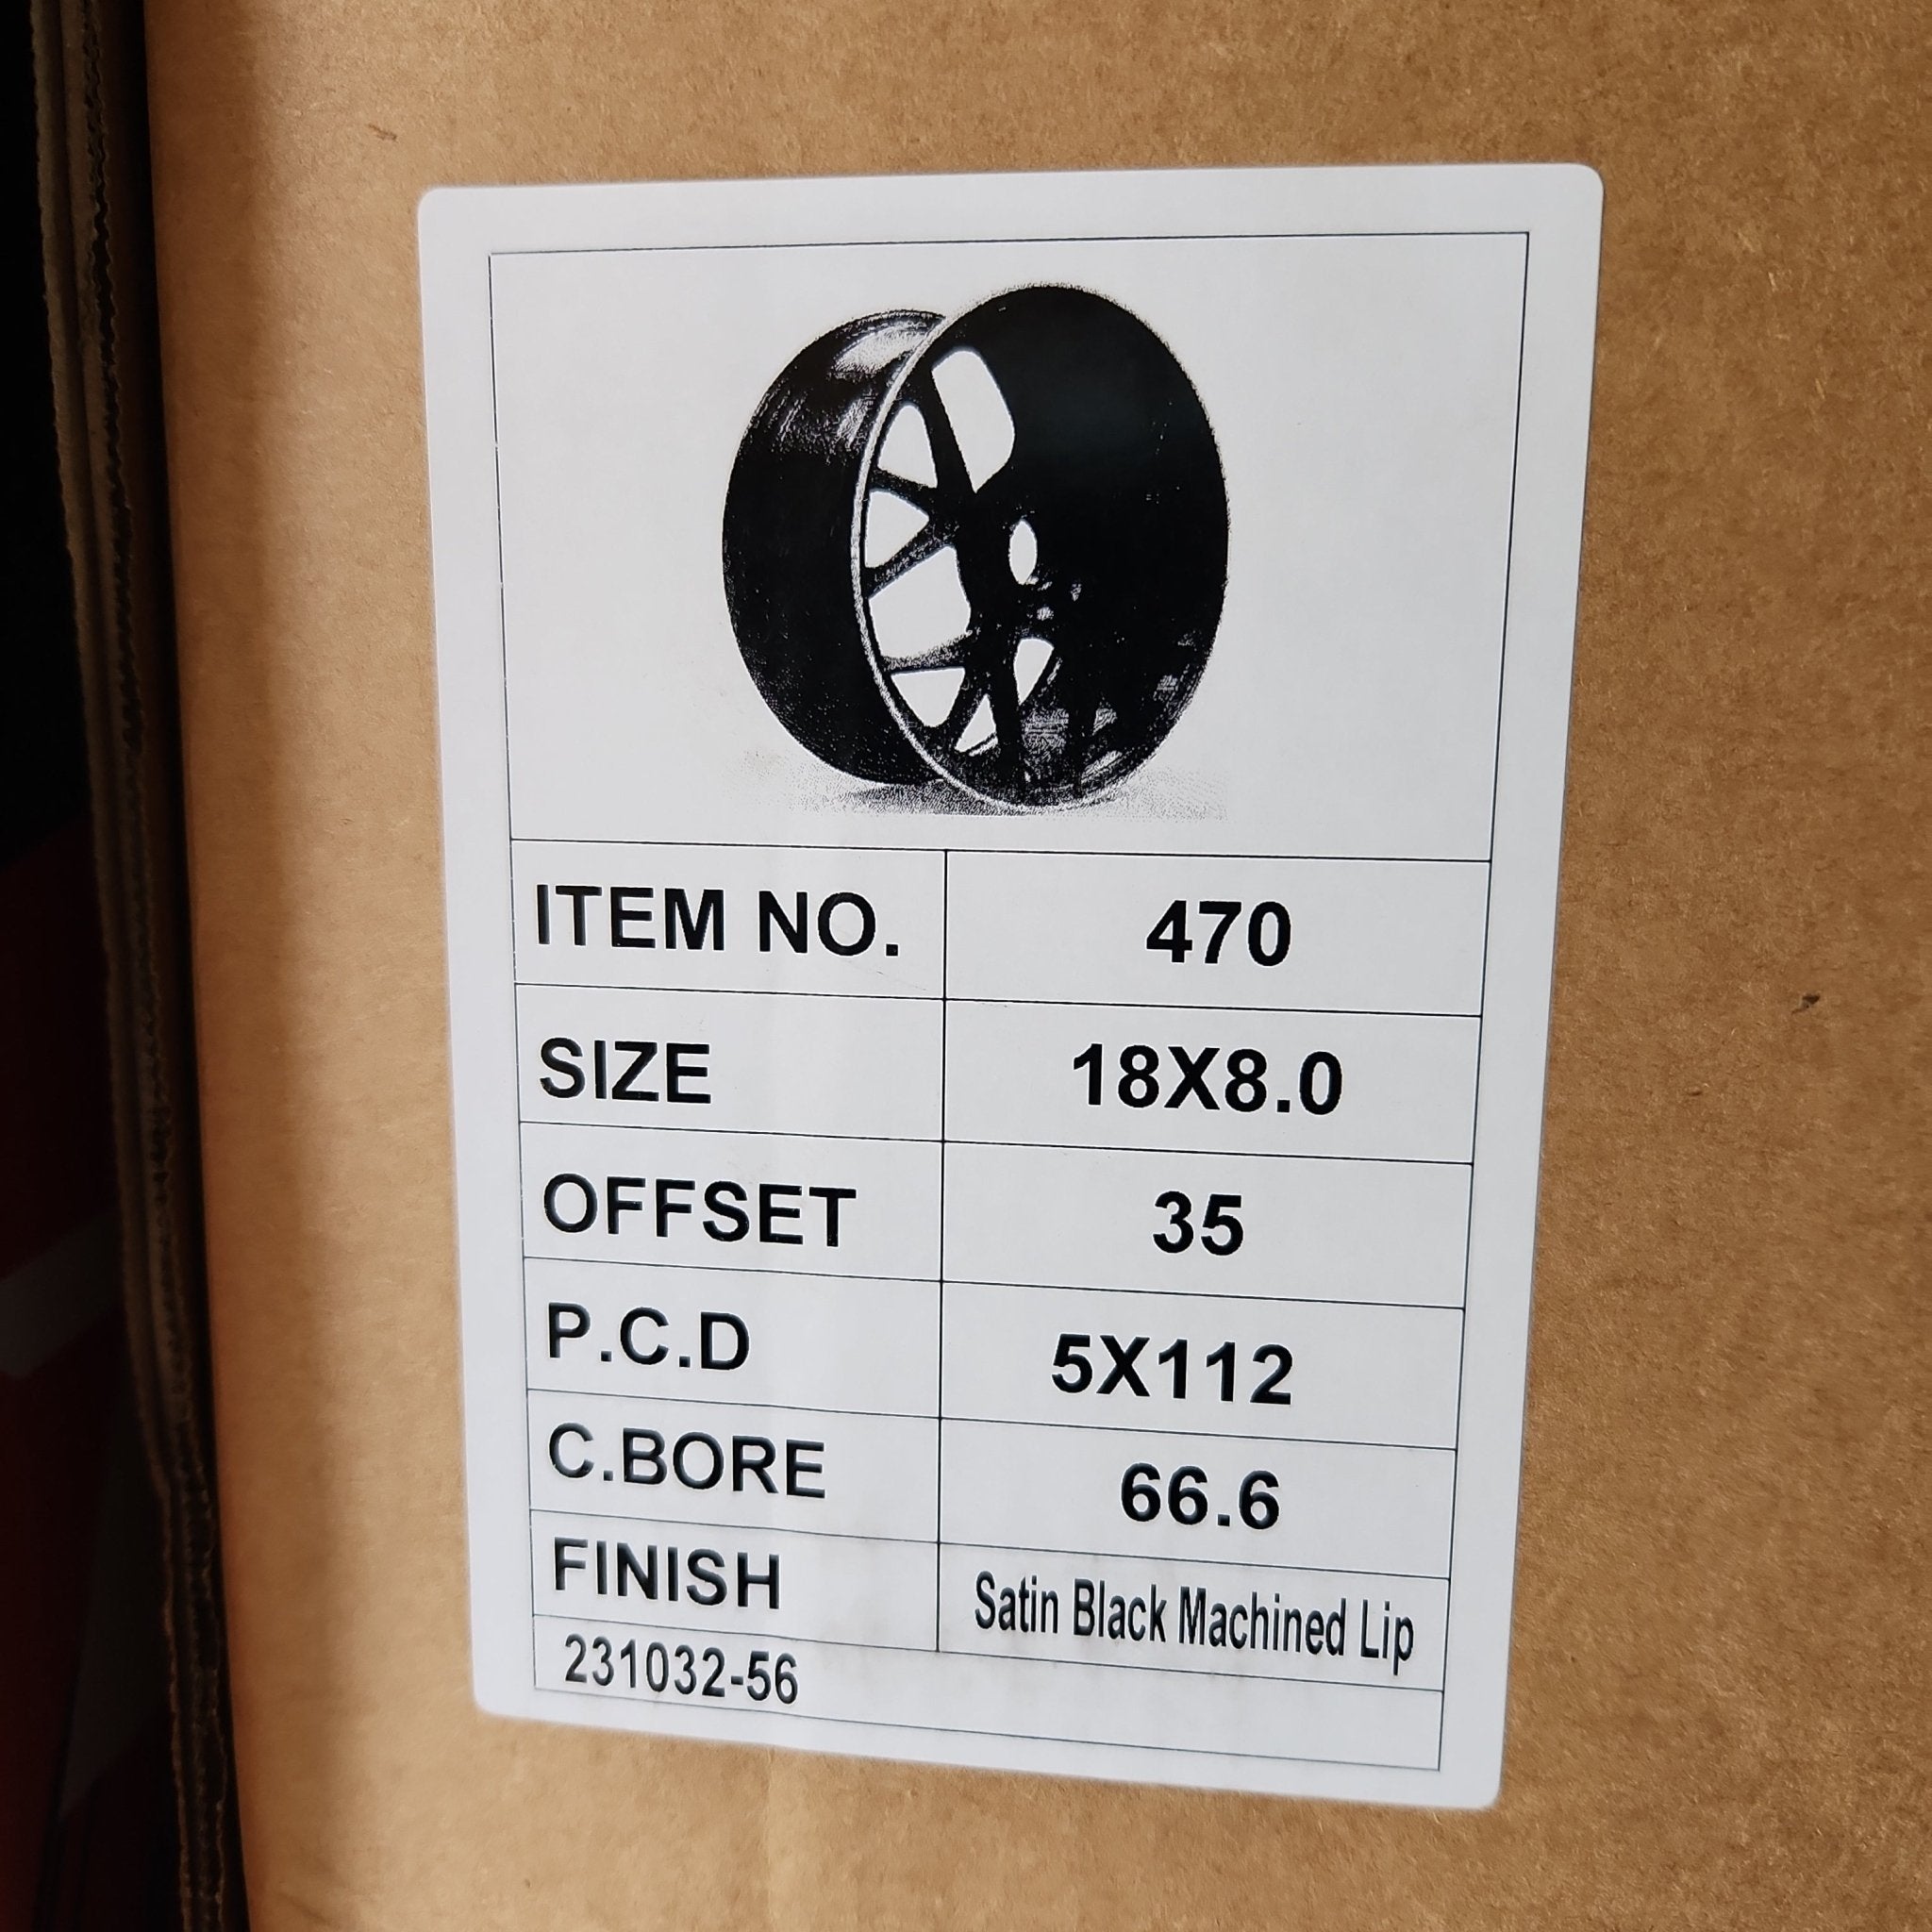 ITEM NO. 470
SIZE 18X8.0
OFFSET 35
P.C.D 5X112
C.BORE 66.6
FINISH Satin Black Machined Lip
231032-56